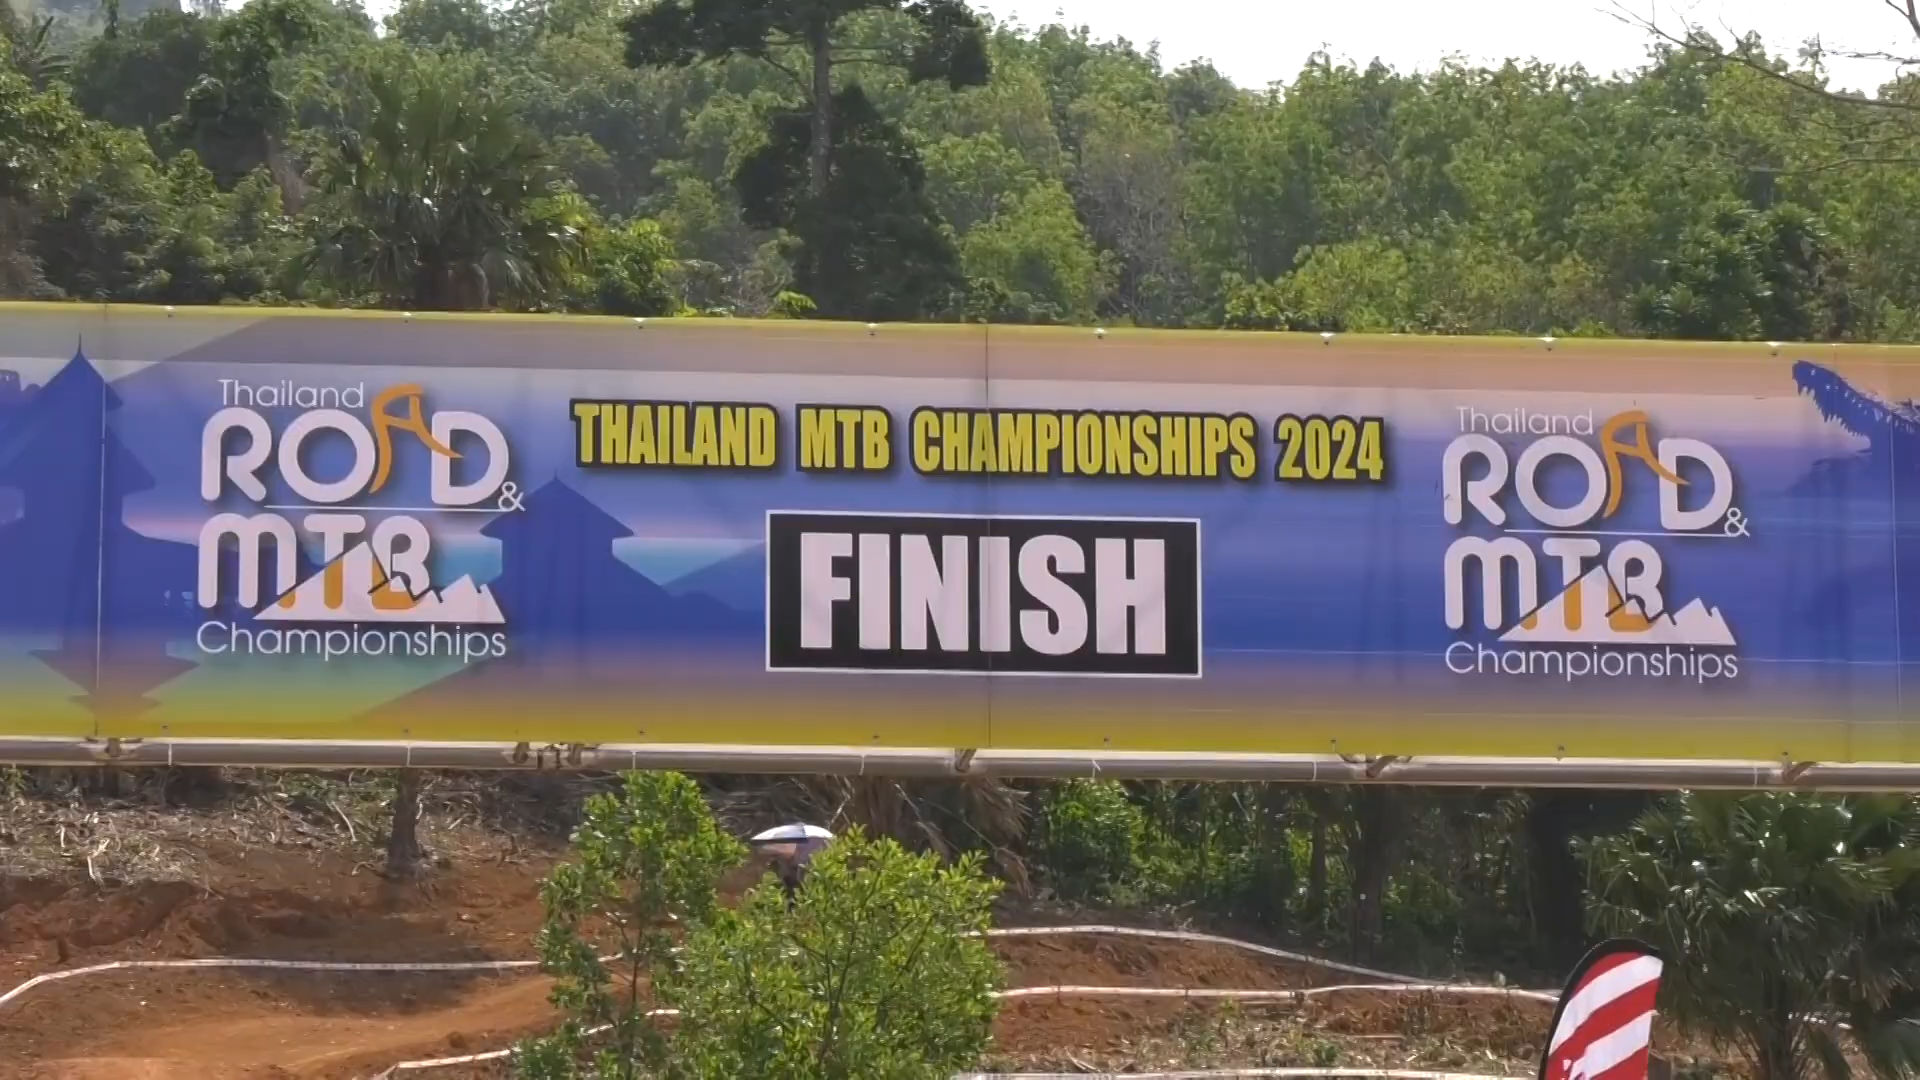 Thailand
ROAD &
MTB
Championships
THAILAND MTB CHAMPIONSHIPS 2024
FINISH
Thailand
ROAD &
MTB
Championships